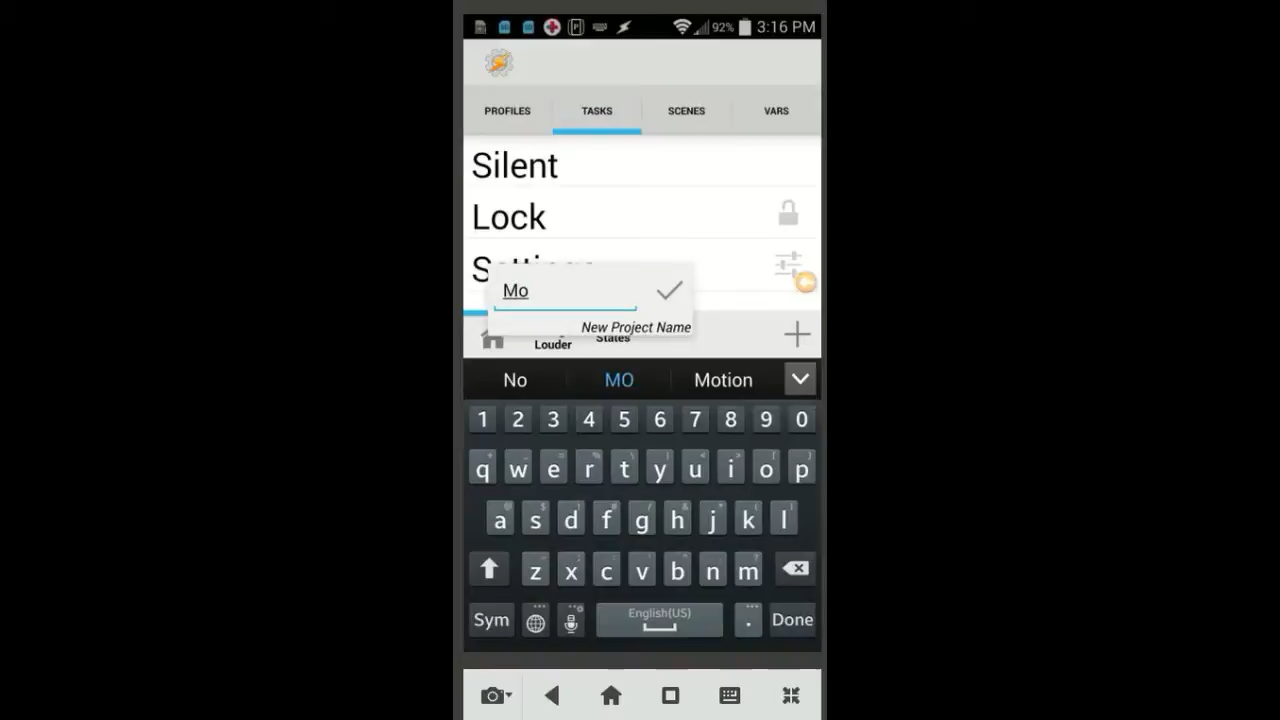 92% 3:16 PM
PROFILES TASKS SCENES VARS
Silent
Lock
Mo
New Project Name
Louder States
No MO Motion
1 2 3 4 5 6 7 8 9 0
q w e r t y u i o p
a s d f g h j k l
z x c v b n m
English(US)
Sym . Done